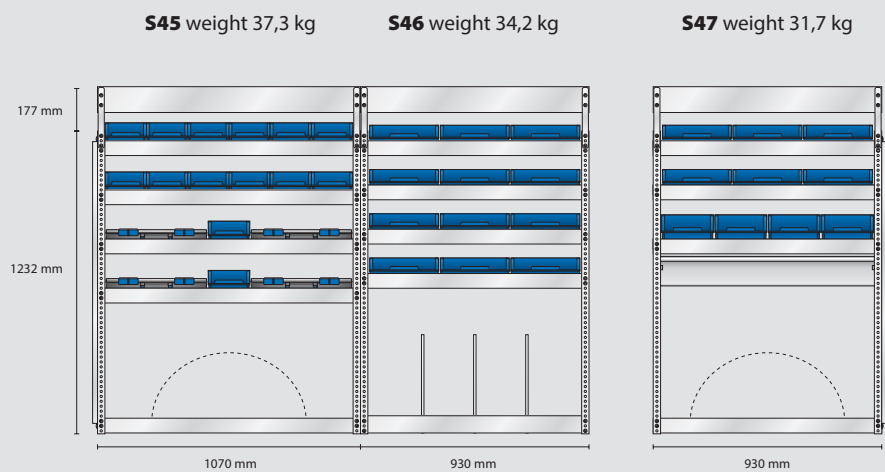 S45 weight 37,3 kg
S46 weight 34,2 kg
S47 weight 31,7 kg
177 mm
1232 mm
1070 mm
930 mm
930 mm